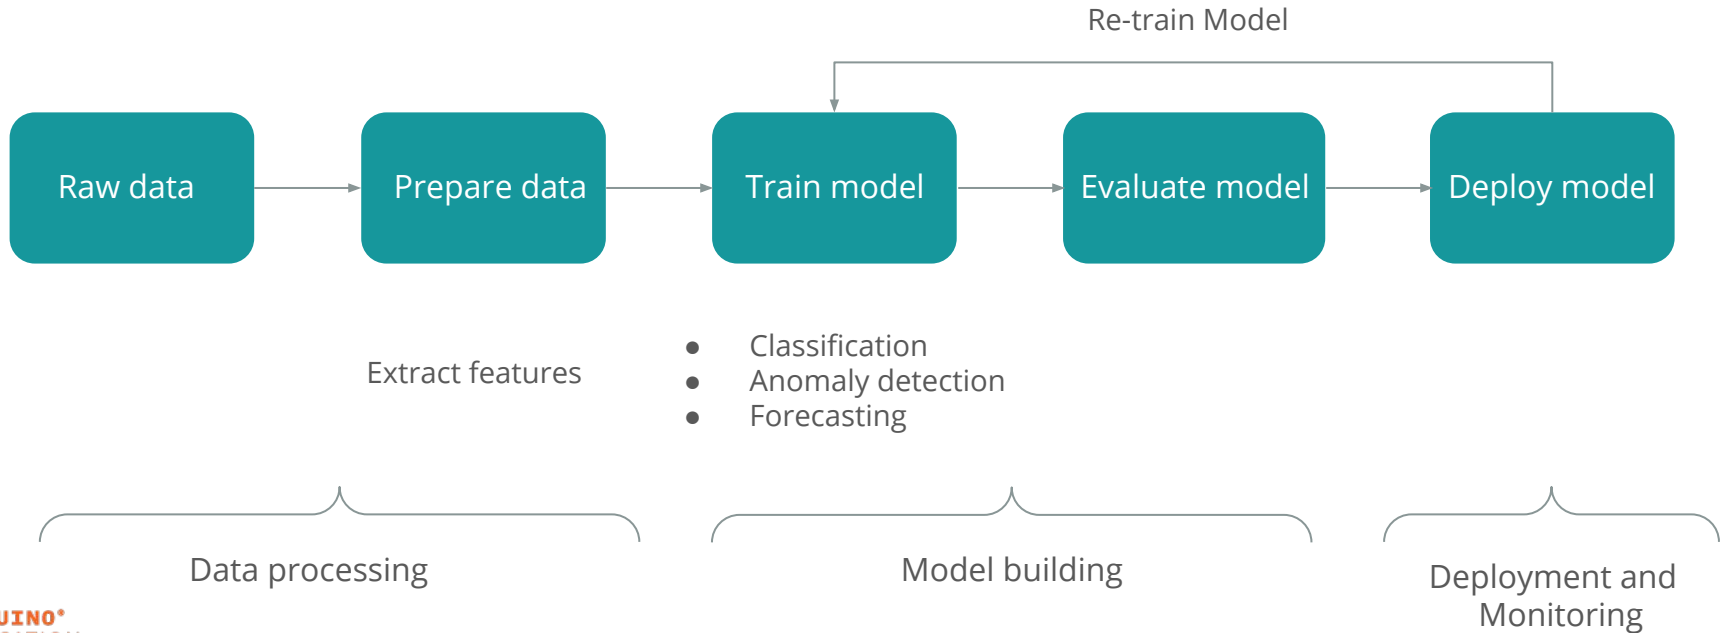 Re-train Model
Raw data
Prepare data
Train model
Evaluate model
Deploy model
Extract features
● Classification
● Anomaly detection
● Forecasting
Data processing
Model building
Deployment and
Monitoring
UINO®